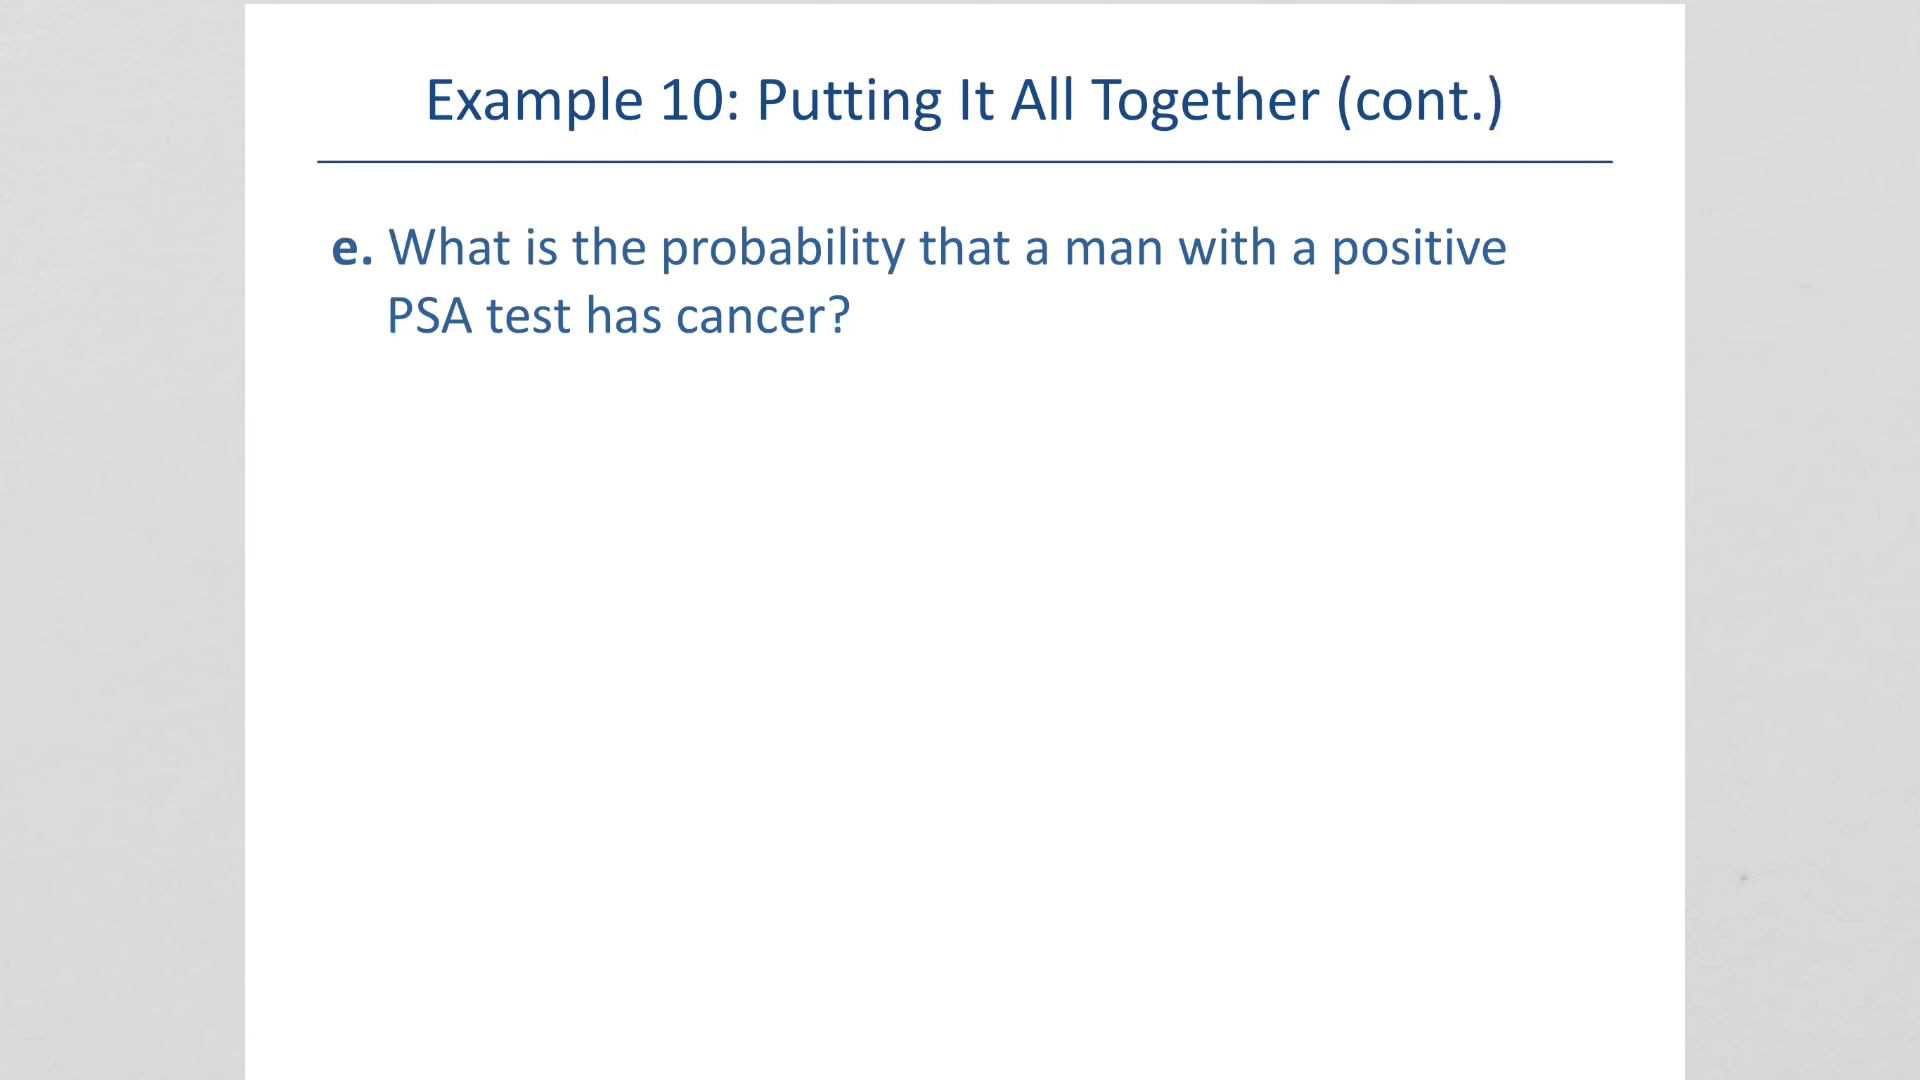 Example 10: Putting It All Together (cont.)
e. What is the probability that a man with a positive
PSA test has cancer?